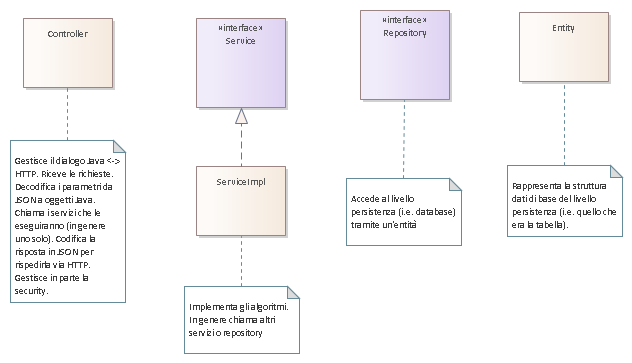 Controller
Gestisce il dialogo Java <->
HTTP. Riceve le richieste.
Decodifica i parametri da
JSON a oggetti Java.
Chiama i servizi che le
eseguiranno (in genere
uno solo). Codifica la
risposta in JSON per
rispedirla via HTTP.
Gestisce in parte la
security.
«interface»
Service
ServiceImpl
Implementa gli algoritmi.
In genere chiama altri
servizi o repository
«interface»
Repository
Accede al livello
persistenza (i.e. database)
tramite un'entità
Entity
Rappresenta la struttura
dati di base del livello
persistenza (i.e. quello che
era la tabella).